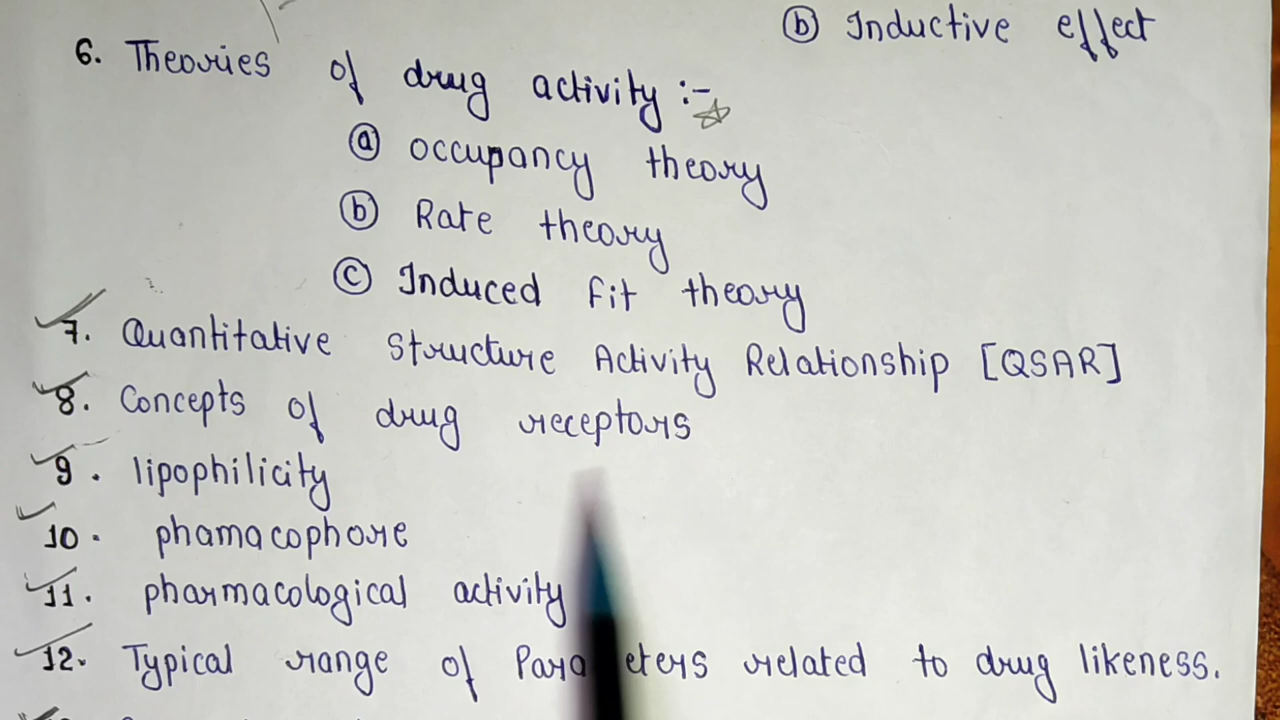 ⓑ Inductive effect
6. Theories of drug activity :-
ⓐ occupancy theory
ⓑ Rate theory
ⓒ Induced fit theory
7. Quantitative Structure Activity Relationship [QSAR]
8. Concepts of drug receptors
9. lipophilicity
10. phamacophore
11. pharmacological activity
12. Typical range of related to drug likeness.